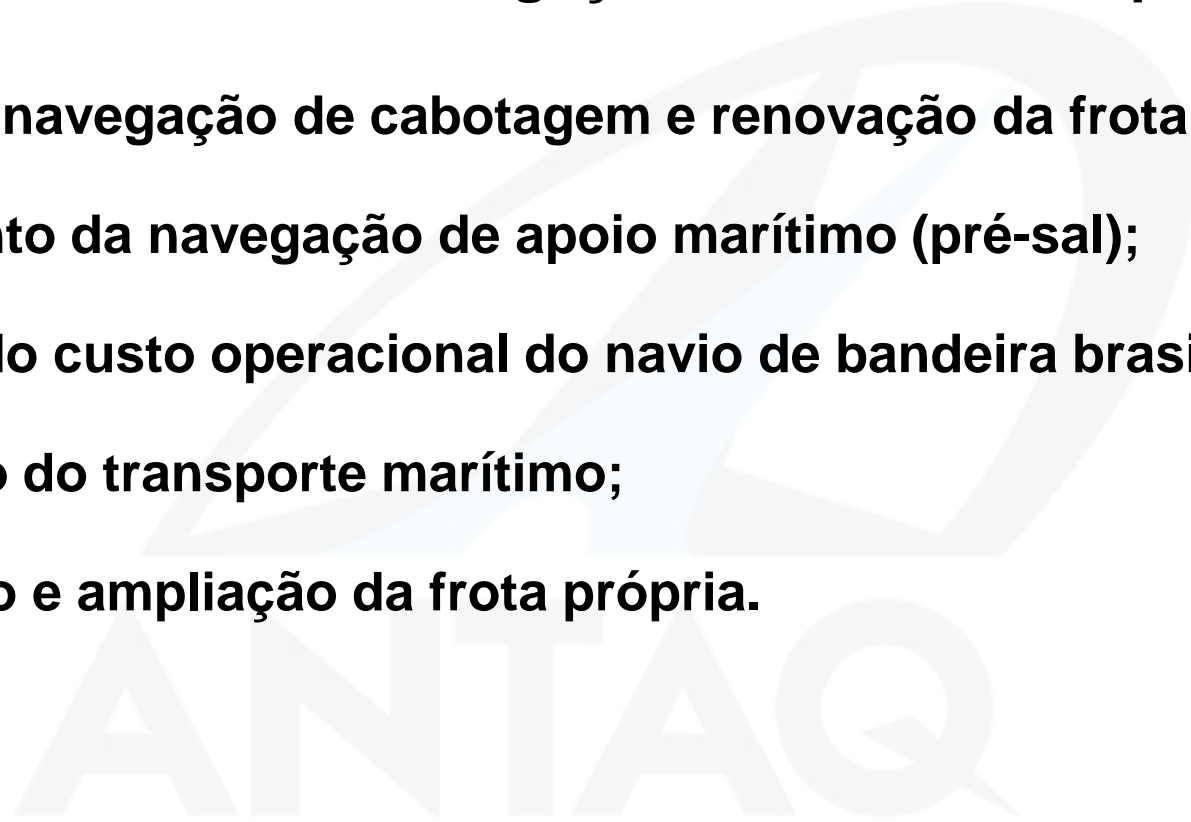 navegação de cabotagem e renovação da frota
nto da navegação de apoio marítimo (pré-sal);
do custo operacional do navio de bandeira brasi
o do transporte marítimo;
o e ampliação da frota própria.
ANTAQ